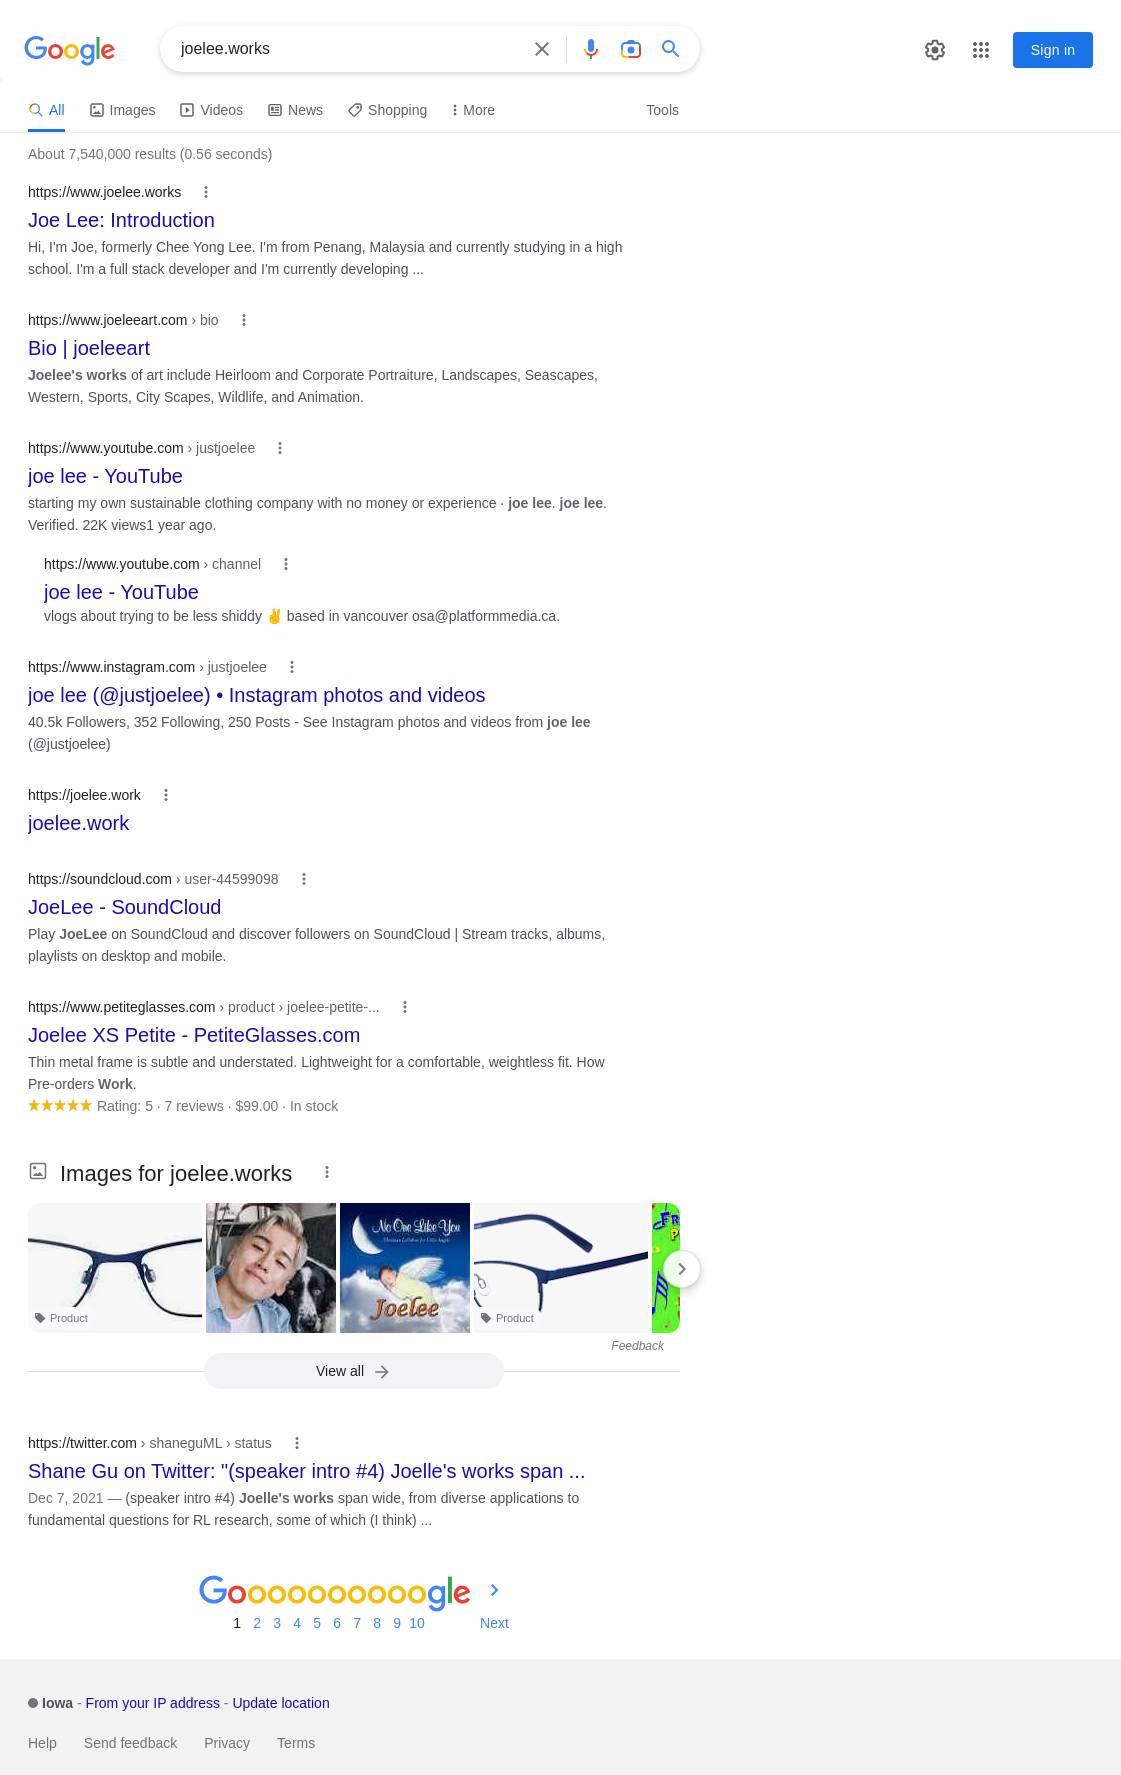 Google
joelee.works
Sign in
All
Images
Videos
News
Shopping
More
Tools
About 7,540,000 results (0.56 seconds)
https://www.joelee.works
Joe Lee: Introduction
Hi, I'm Joe, formerly Chee Yong Lee. I'm from Penang, Malaysia and currently studying in a high
school. I'm a full stack developer and I'm currently developing ...
https://www.joeleeart.com › bio
Bio | joeleeart
Joelee's works of art include Heirloom and Corporate Portraiture, Landscapes, Seascapes,
Western, Sports, City Scapes, Wildlife, and Animation.
https://www.youtube.com › justjoelee
joe lee - YouTube
starting my own sustainable clothing company with no money or experience · joe lee. joe lee.
Verified. 22K views1 year ago.
https://www.youtube.com › channel
joe lee - YouTube
vlogs about trying to be less shiddy ✌ based in vancouver osa@platformmedia.ca.
https://www.instagram.com › justjoelee
joe lee (@justjoelee) • Instagram photos and videos
40.5k Followers, 352 Following, 250 Posts - See Instagram photos and videos from joe lee
(@justjoelee)
https://joelee.work
joelee.work
https://soundcloud.com › user-44599098
JoeLee - SoundCloud
Play JoeLee on SoundCloud and discover followers on SoundCloud | Stream tracks, albums,
playlists on desktop and mobile.
https://www.petiteglasses.com › product › joelee-petite-...
Joelee XS Petite - PetiteGlasses.com
Thin metal frame is subtle and understated. Lightweight for a comfortable, weightless fit. How
Pre-orders Work.
Rating: 5 · 7 reviews · $99.00 · In stock
Images for joelee.works
Product
No One Like You
Christian Lullabies for Little Angels
Joelee
Product
Feedback
View all
https://twitter.com › shaneguML › status
Shane Gu on Twitter: "(speaker intro #4) Joelle's works span ...
Dec 7, 2021 — (speaker intro #4) Joelle's works span wide, from diverse applications to
fundamental questions for RL research, some of which (I think) ...
Goooooooooogle
1 2 3 4 5 6 7 8 9 10 Next
Iowa - From your IP address - Update location
Help Send feedback Privacy Terms